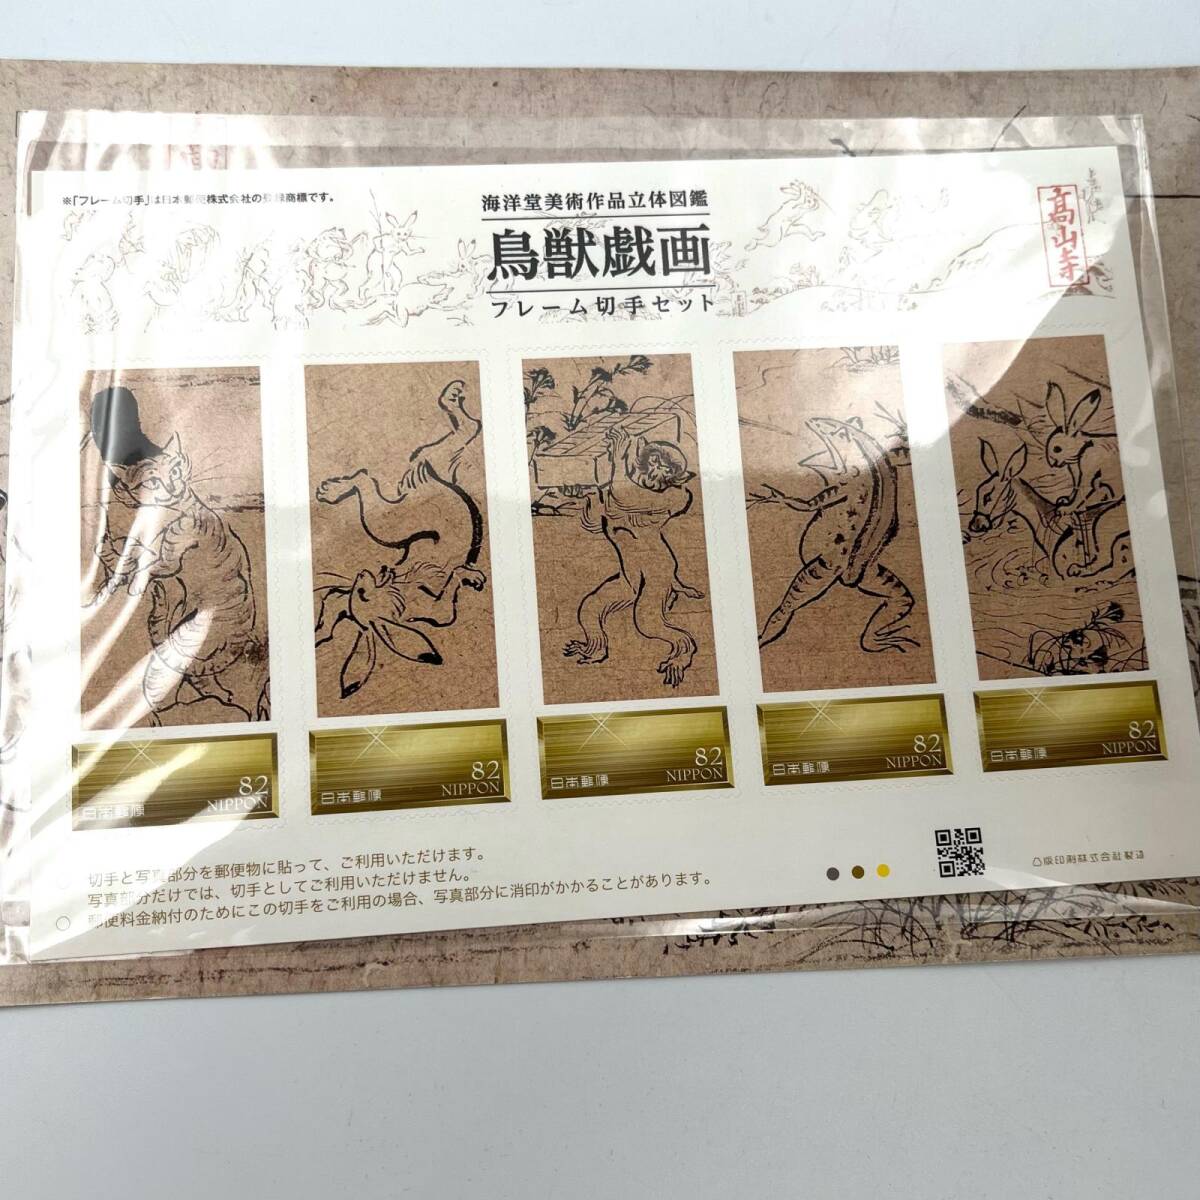 ※「フレーム切手」は日本郵便株式会社の登録商標です。
海洋堂美術作品立体図鑑
鳥獣戯画
フレーム切手セット
高山寺
82
NIPPON
日本郵便
82
NIPPON
日本郵便
82
NIPPON
日本郵便
82
NIPPON
日本郵便
82
NIPPON
日本郵便
切手と写真部分を郵便物に貼って、ご利用いただけます。
写真部分だけでは、切手としてご利用いただけません。
郵便料金納付のためにこの切手をご利用の場合、写真部分に消印がかかることがあります。
凸版印刷株式会社製造